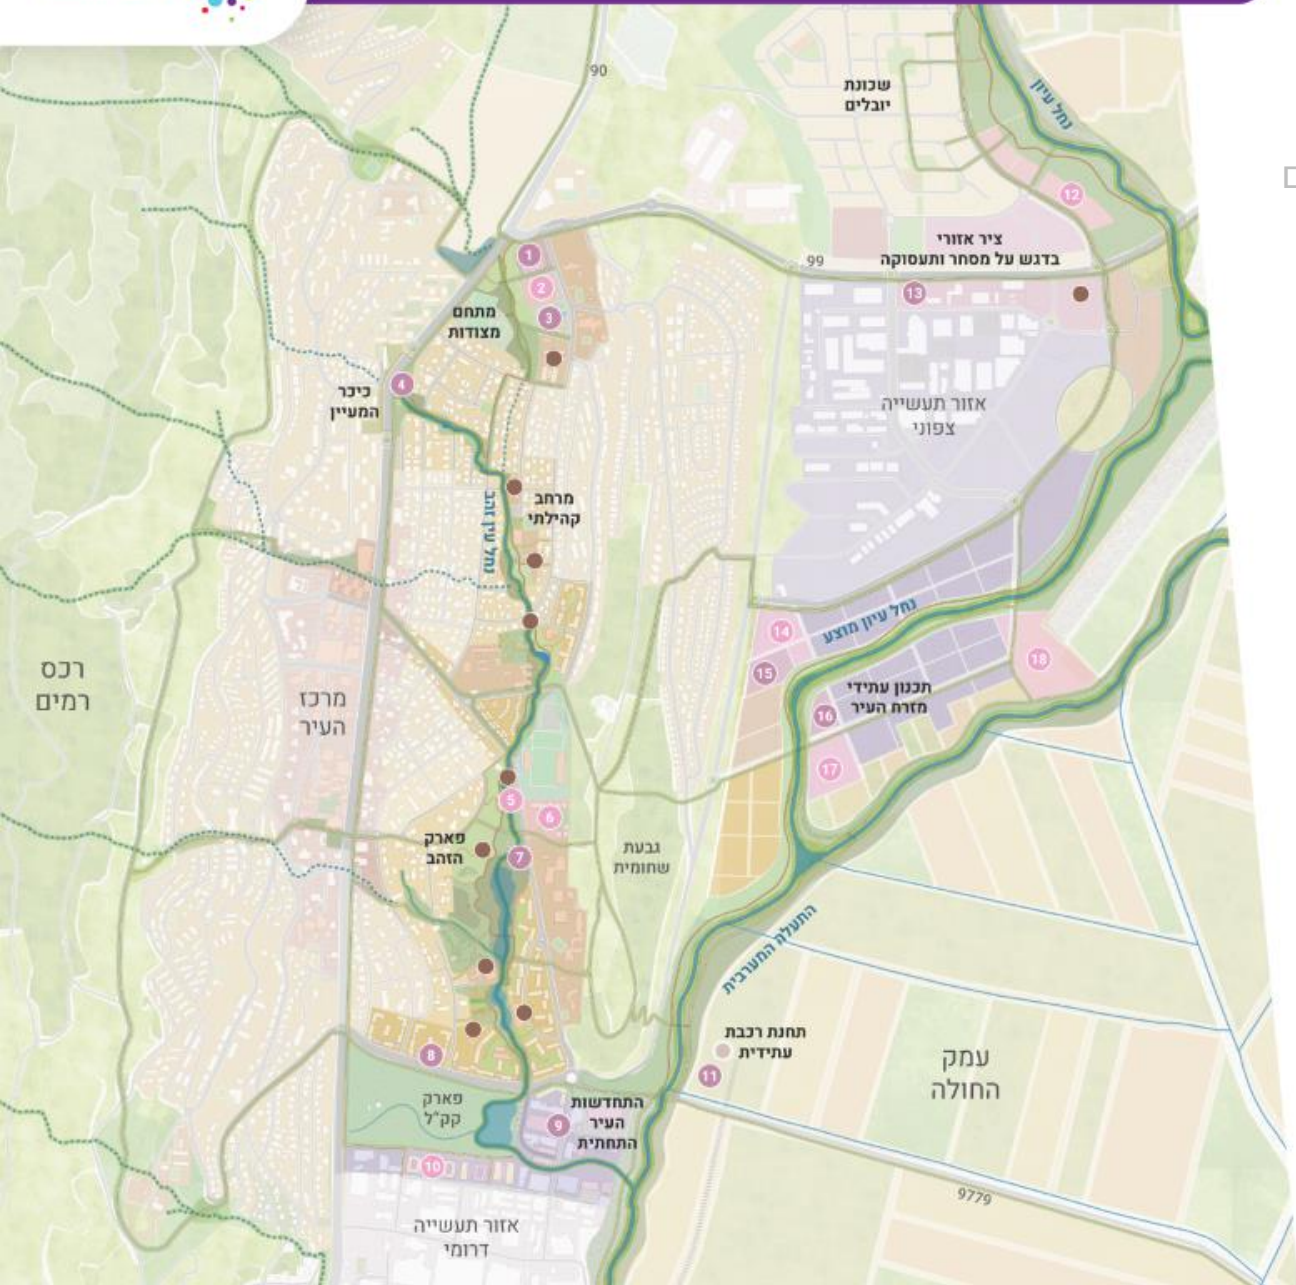 90
שכונת
יובלים
נחל עיון
12
ציר אזורי
בדגש על מסחר ותעסוקה
99
13
1
2
3
מתחם
מצודות
4
כיכר
המעיין
אזור תעשייה
צפוני
מרחב
קהילתי
נחל עין זהב
נחל עיון מוצע
14
15
16
17
18
תכנון עתידי
מזרח העיר
רכס
רמים
מרכז
העיר
5
6
7
פארק
הזהב
גבעת
שחומית
התעלה המערבית
תחנת רכבת
עתידית
11
עמק
החולה
8
פארק
קק"ל
התחדשות
העיר
התחתית
9
10
אזור תעשייה
דרומי
9779